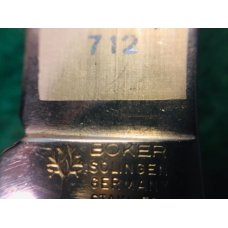 712
BOKER
SOLINGEN
GERMANY